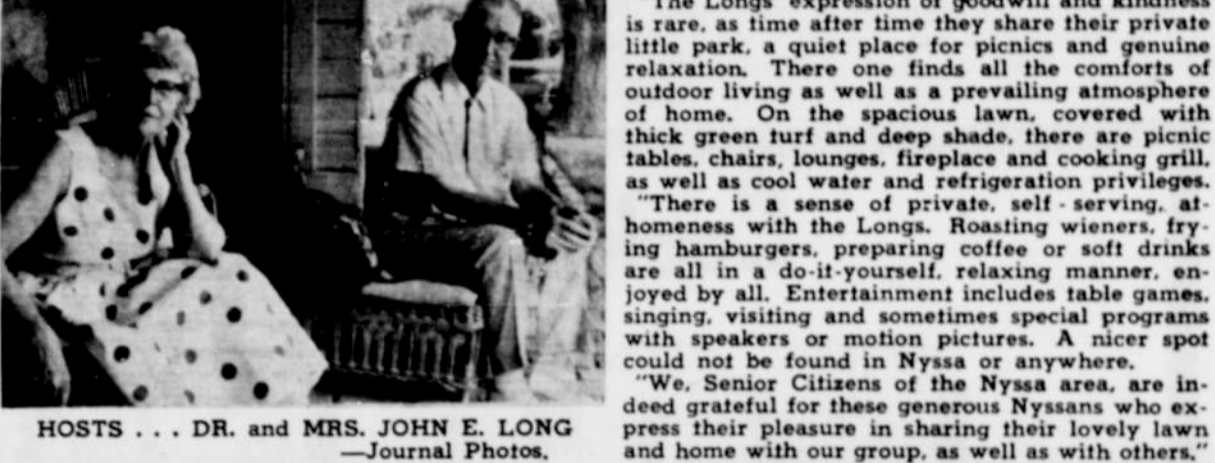 HOSTS . . . DR. and MRS. JOHN E. LONG
—Journal Photos.
"The Longs' expression of goodwill and kindness
is rare, as time after time they share their private
little park, a quiet place for picnics and genuine
relaxation. There one finds all the comforts of
outdoor living as well as a prevailing atmosphere
of home. On the spacious lawn, covered with
thick green turf and deep shade, there are picnic
tables, chairs, lounges, fireplace and cooking grill,
as well as cool water and refrigeration privileges.
"There is a sense of private, self - serving, at-
homeness with the Longs. Roasting wieners, fry-
ing hamburgers, preparing coffee or soft drinks
are all in a do-it-yourself, relaxing manner, en-
joyed by all. Entertainment includes table games,
singing, visiting and sometimes special programs
with speakers or motion pictures. A nicer spot
could not be found in Nyssa or anywhere.
"We, Senior Citizens of the Nyssa area, are in-
deed grateful for these generous Nyssans who ex-
press their pleasure in sharing their lovely lawn
and home with our group, as well as with others."